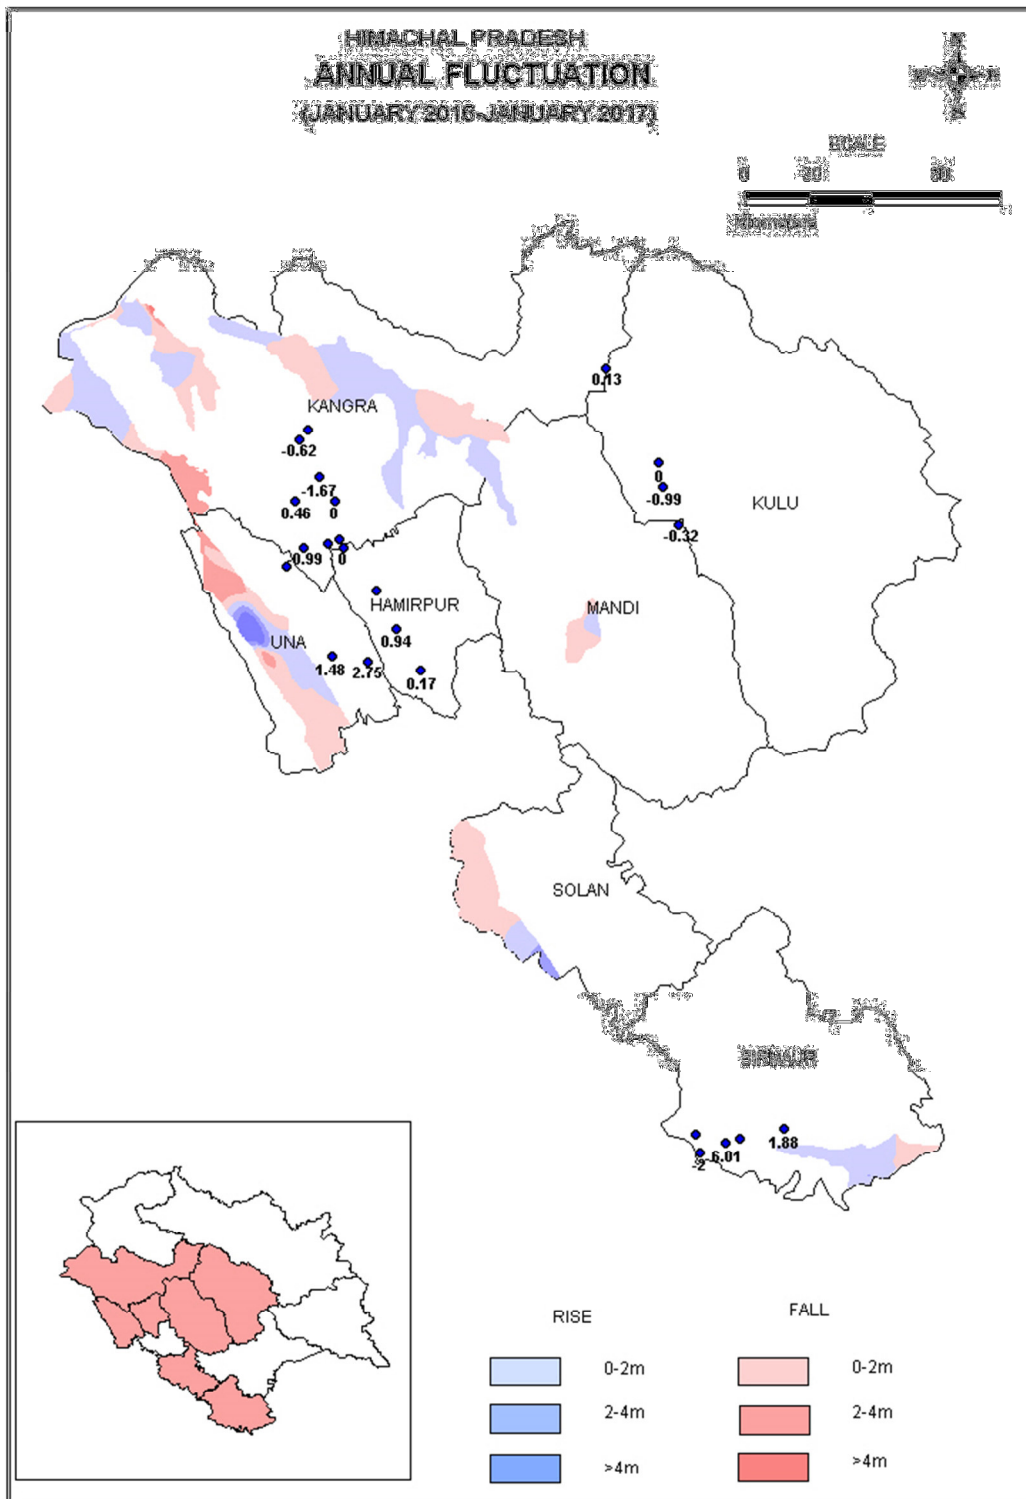 HIMACHAL PRADESH
ANNUAL FLUCTUATION
(JANUARY 2016-JANUARY 2017)
SCALE
0
Kilometers
0.13
KANGRA
-0.62
0
-1.67
-0.99
KULU
0.46
0
-0.32
-0.99
0
HAMIRPUR
MANDI
UNA
0.94
1.48
2.75
0.17
SOLAN
SIRMAUR
1.88
-6.01
-2
RISE
FALL
0-2m
0-2m
2-4m
2-4m
>4m
>4m